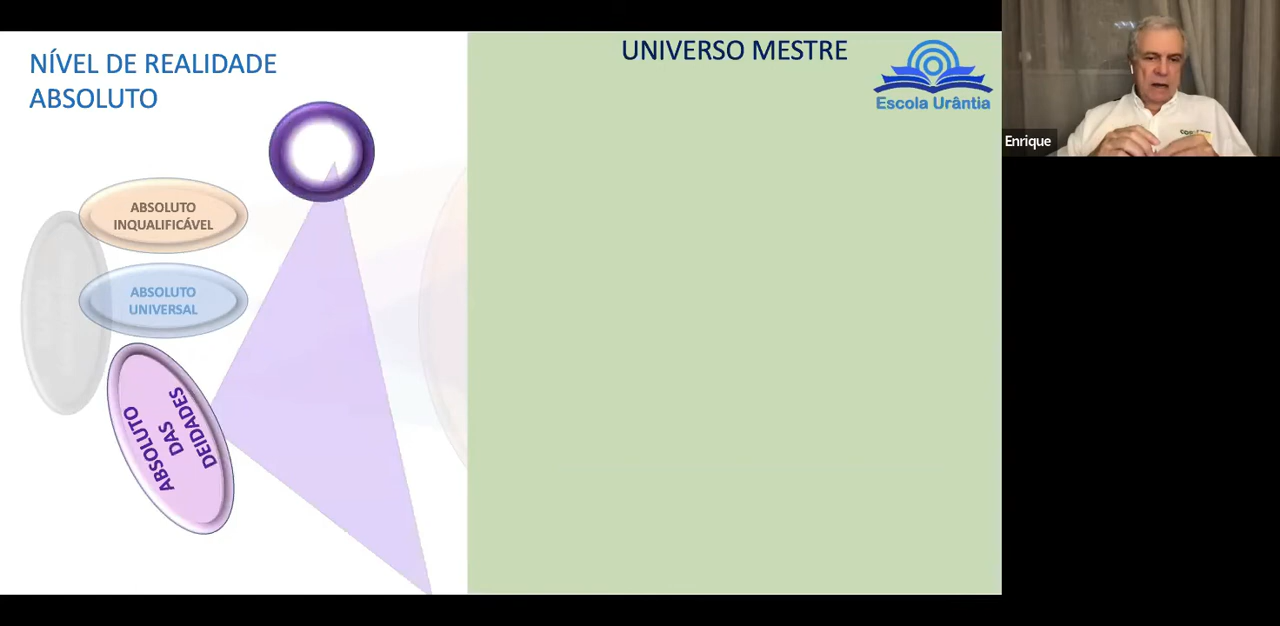 NÍVEL DE REALIDADE
ABSOLUTO
ABSOLUTO
INQUALIFICÁVEL
ABSOLUTO
UNIVERSAL
ABSOLUTO
DAS
DEIDADES
UNIVERSO MESTRE
Escola Urântia
Enrique